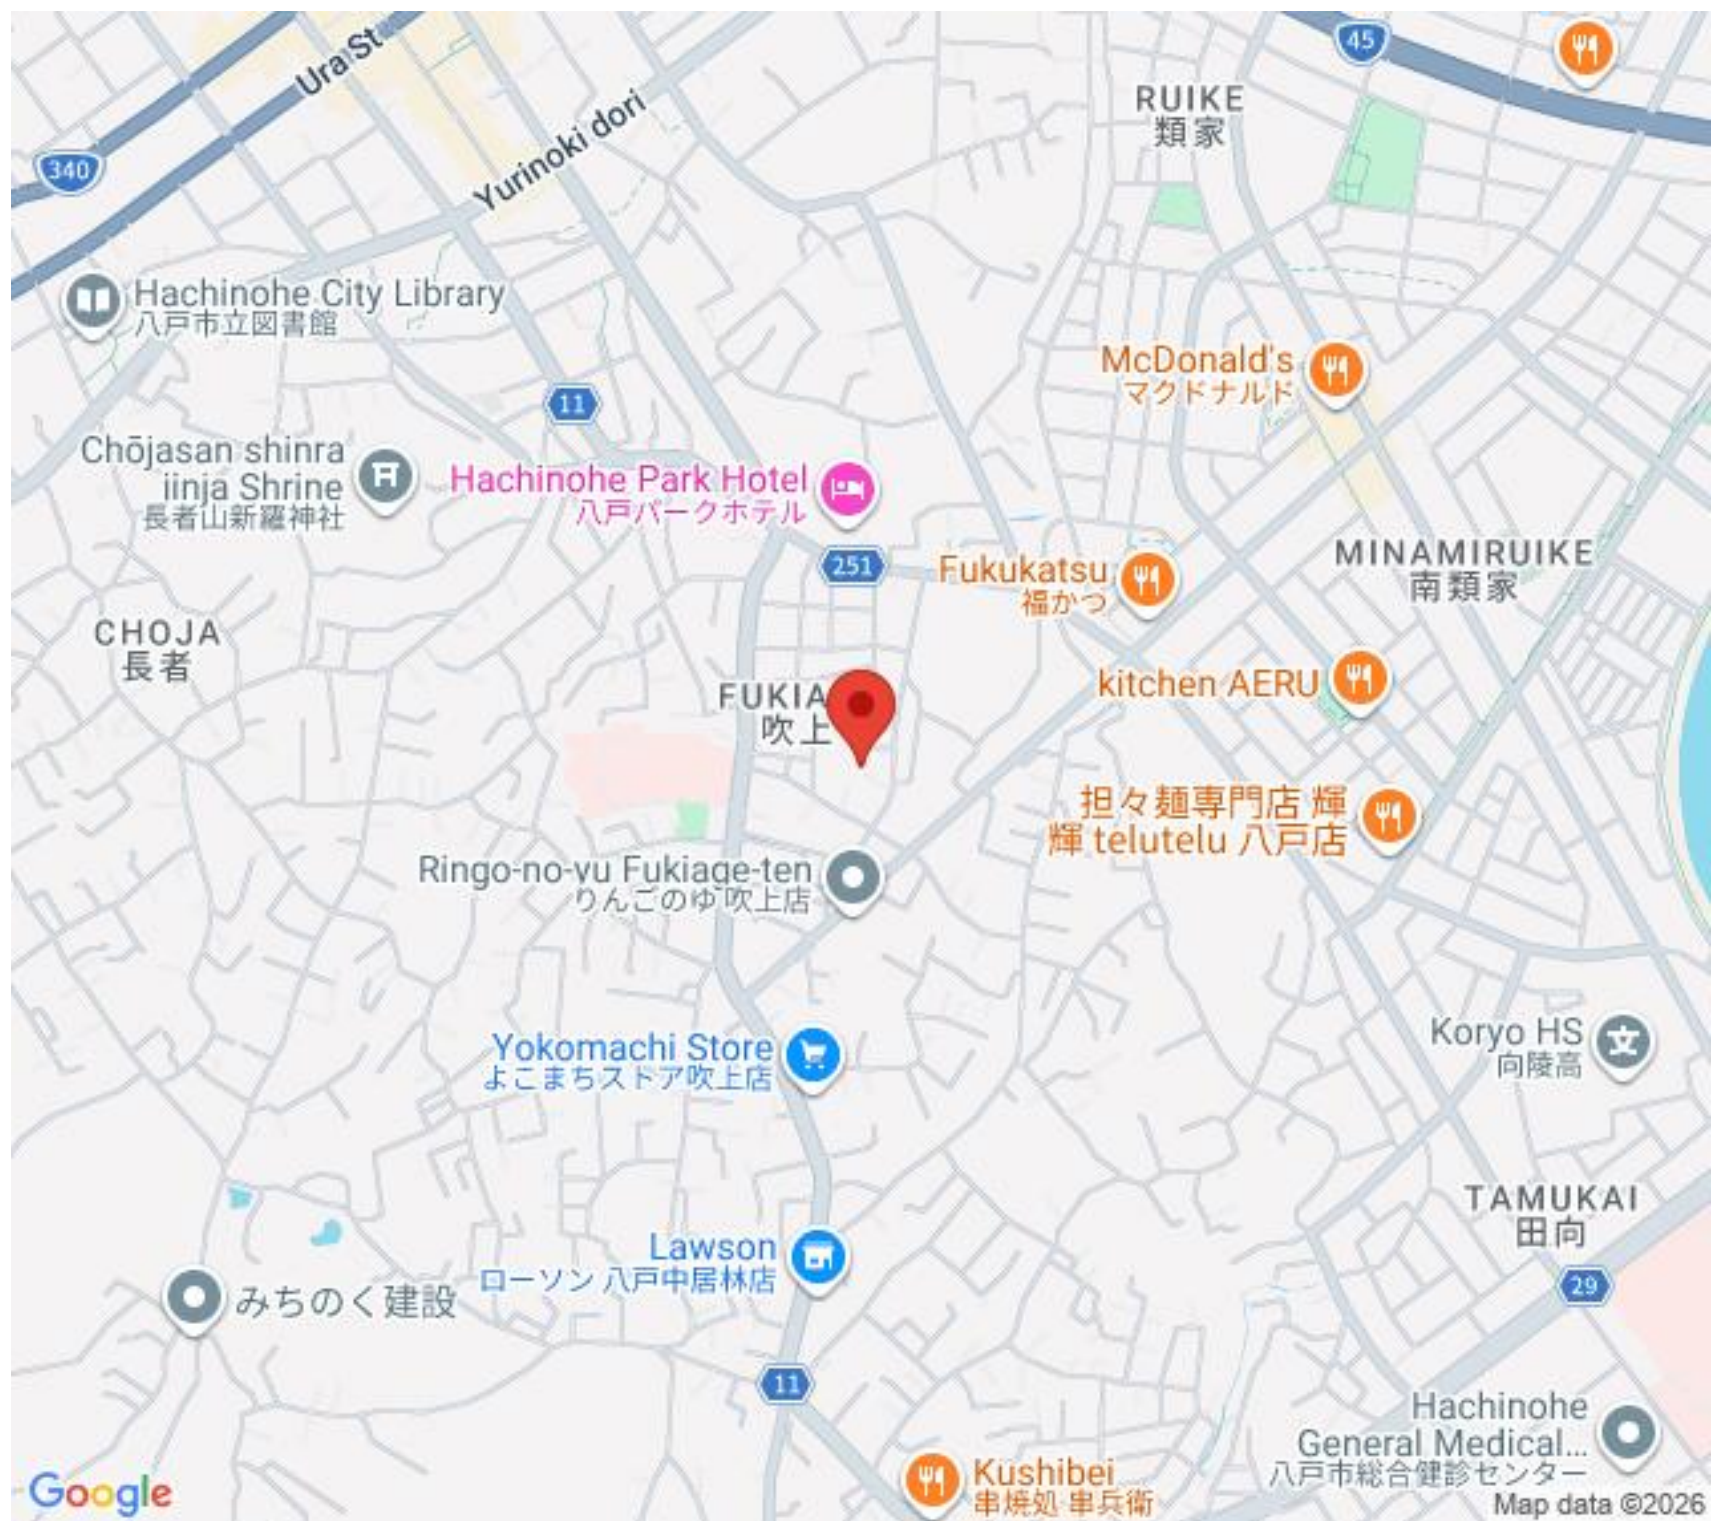 Ura St
45
RUIKE
類家
Yurinoki dori
340
Hachinohe City Library
八戸市立図書館
McDonald's
マクドナルド
11
Chōjasan shinra
iinja Shrine
長者山新羅神社
Hachinohe Park Hotel
八戸パークホテル
251
Fukukatsu
福かつ
MINAMIRUIKE
南類家
CHOJA
長者
FUKIA
吹上
kitchen AERU
担々麺専門店 輝
輝 telutelu 八戸店
Ringo-no-yu Fukiage-ten
りんごのゆ 吹上店
Yokomachi Store
よこまちストア吹上店
Koryo HS
向陵高
TAMUKAI
田向
Lawson
ローソン 八戸中居林店
29
みちのく建設
11
Hachinohe
General Medical...
八戸市総合健診センター
Kushibei
串焼処 串兵衛
Google
Map data ©2026